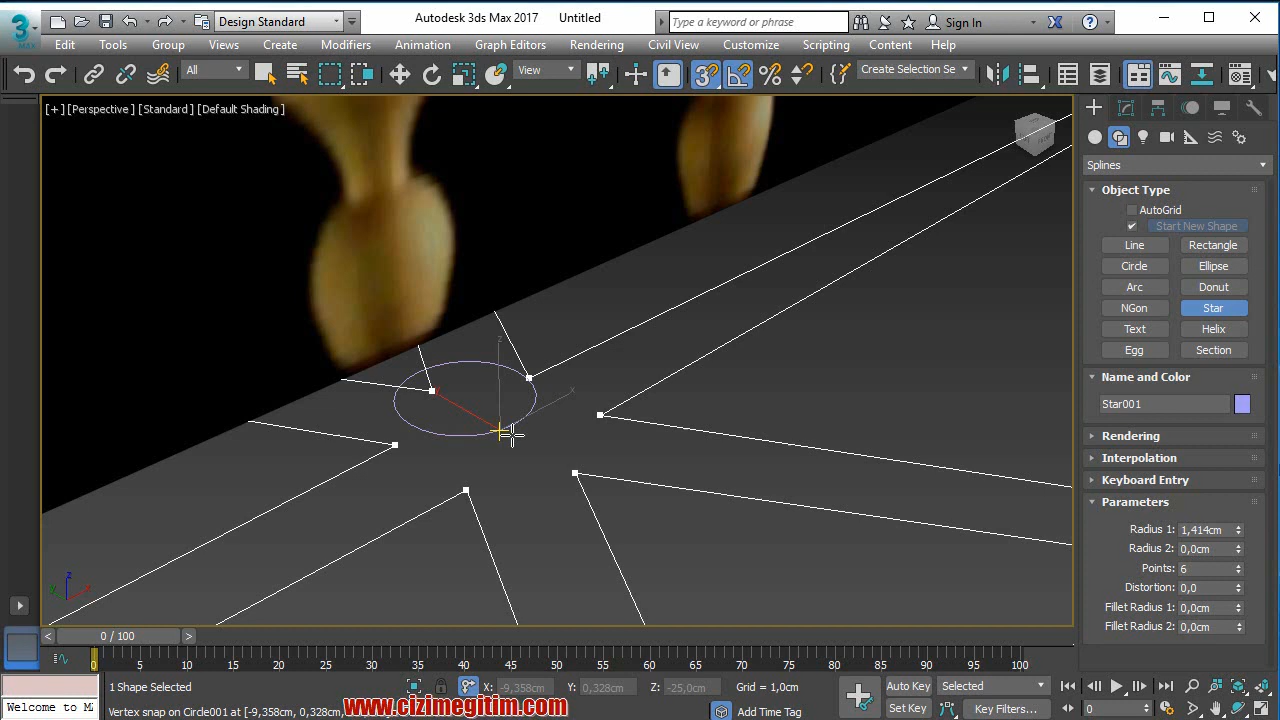 3 MAX
Design Standard
Autodesk 3ds Max 2017 Untitled
Type a keyword or phrase
Sign In
Edit Tools Group Views Create Modifiers Animation Graph Editors Rendering Civil View Customize Scripting Content Help
All
View
3
Create Selection Se
[+] [Perspective] [Standard] [Default Shading]
z
x
y
z
x
y
Splines
Object Type
AutoGrid
Start New Shape
Line Rectangle
Circle Ellipse
Arc Donut
NGon Star
Text Helix
Egg Section
Name and Color
Star001
Rendering
Interpolation
Keyboard Entry
Parameters
Radius 1: 1,414cm
Radius 2: 0,0cm
Points: 6
Distortion: 0,0
Fillet Radius 1: 0,0cm
Fillet Radius 2: 0,0cm
< 0 / 100 >
0 5 10 15 20 25 30 35 40 45 50 55 60 65 70 75 80 85 90 95 100
1 Shape Selected
X: -9,358cm Y: 0,328cm Z: -25,0cm
Grid = 1,0cm
Auto Key
Selected
Welcome to M
Vertex snap on Circle001 at [-9,358cm, 0,328cm,
www.cizimegitim.com
Add Time Tag
Set Key
Key Filters...
0